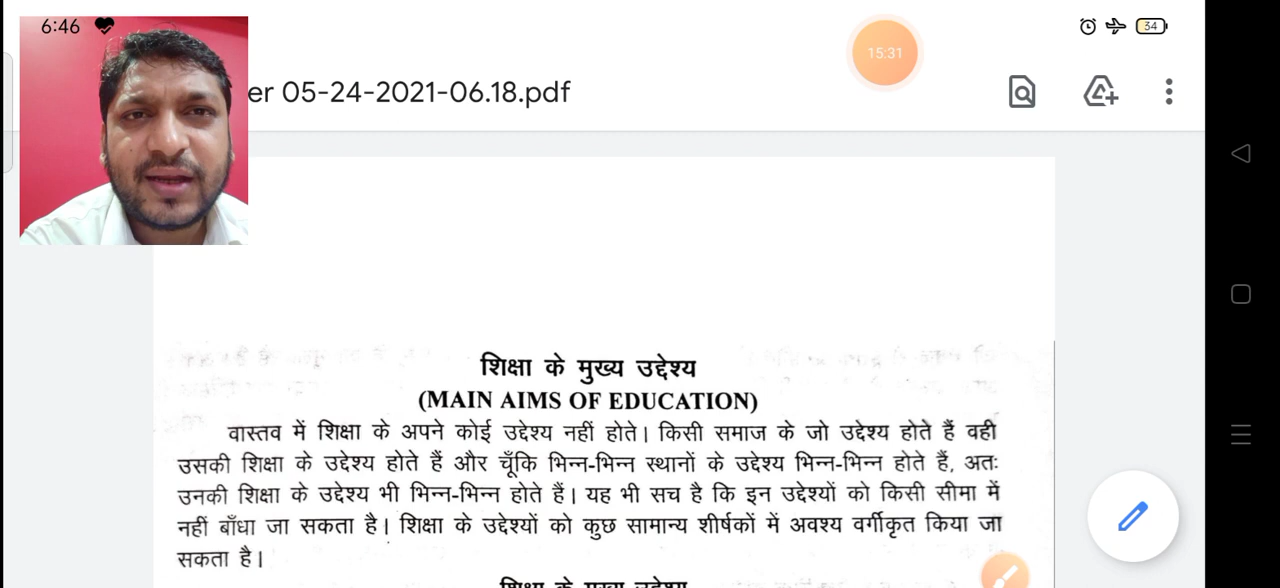 6:46
34
15:31
er 05-24-2021-06.18.pdf
शिक्षा के मुख्य उद्देश्य
(MAIN AIMS OF EDUCATION)
वास्तव में शिक्षा के अपने कोई उद्देश्य नहीं होते। किसी समाज के जो उद्देश्य होते हैं वही
उसकी शिक्षा के उद्देश्य होते हैं और चूँकि भिन्न-भिन्न स्थानों के उद्देश्य भिन्न-भिन्न होते हैं, अतः
उनकी शिक्षा के उद्देश्य भी भिन्न-भिन्न होते हैं। यह भी सच है कि इन उद्देश्यों को किसी सीमा में
नहीं बाँधा जा सकता है। शिक्षा के उद्देश्यों को कुछ सामान्य शीर्षकों में अवश्य वर्गीकृत किया जा
सकता है।
शिक्षा के मुख्य उद्देश्य